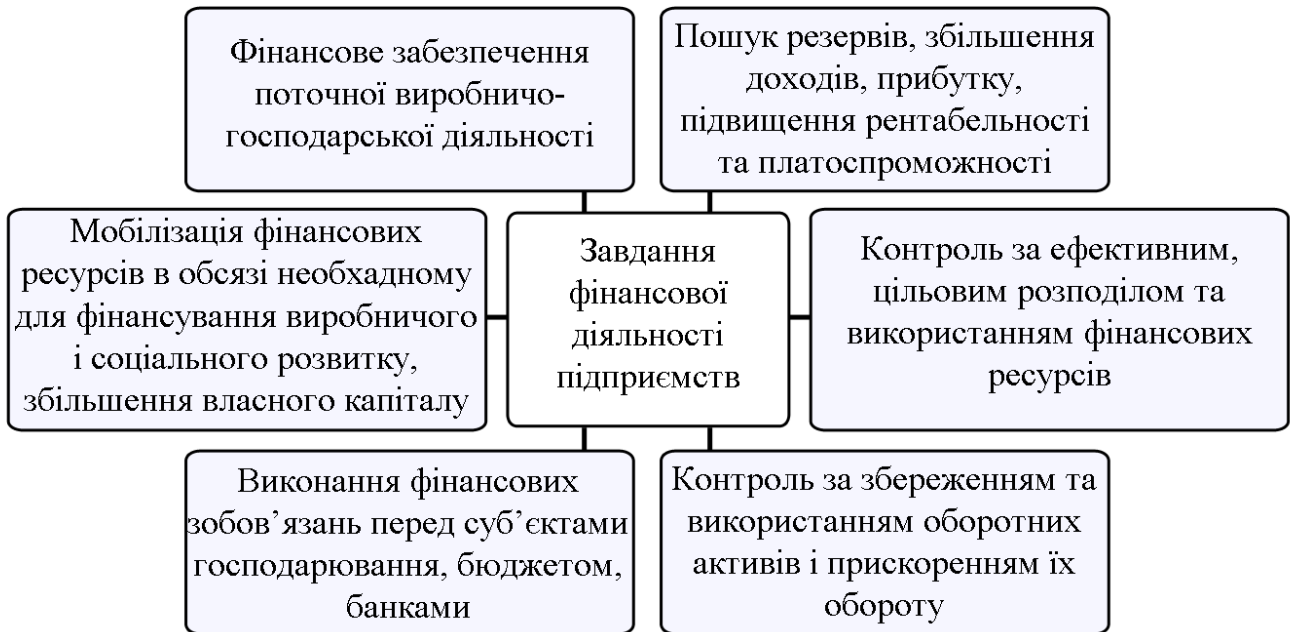 Фінансове забезпечення
поточної виробничо-
господарської діяльності
Пошук резервів, збільшення
доходів, прибутку,
підвищення рентабельності
та платоспроможності
Мобілізація фінансових
ресурсів в обсязі необхадному
для фінансування виробничого
і соціального розвитку,
збільшення власного капіталу
Завдання
фінансової
діяльності
підприємств
Контроль за ефективним,
цільовим розподілом та
використанням фінансових
ресурсів
Виконання фінансових
зобов’язань перед суб’єктами
господарювання, бюджетом,
банками
Контроль за збереженням та
використанням оборотних
активів і прискоренням їх
обороту